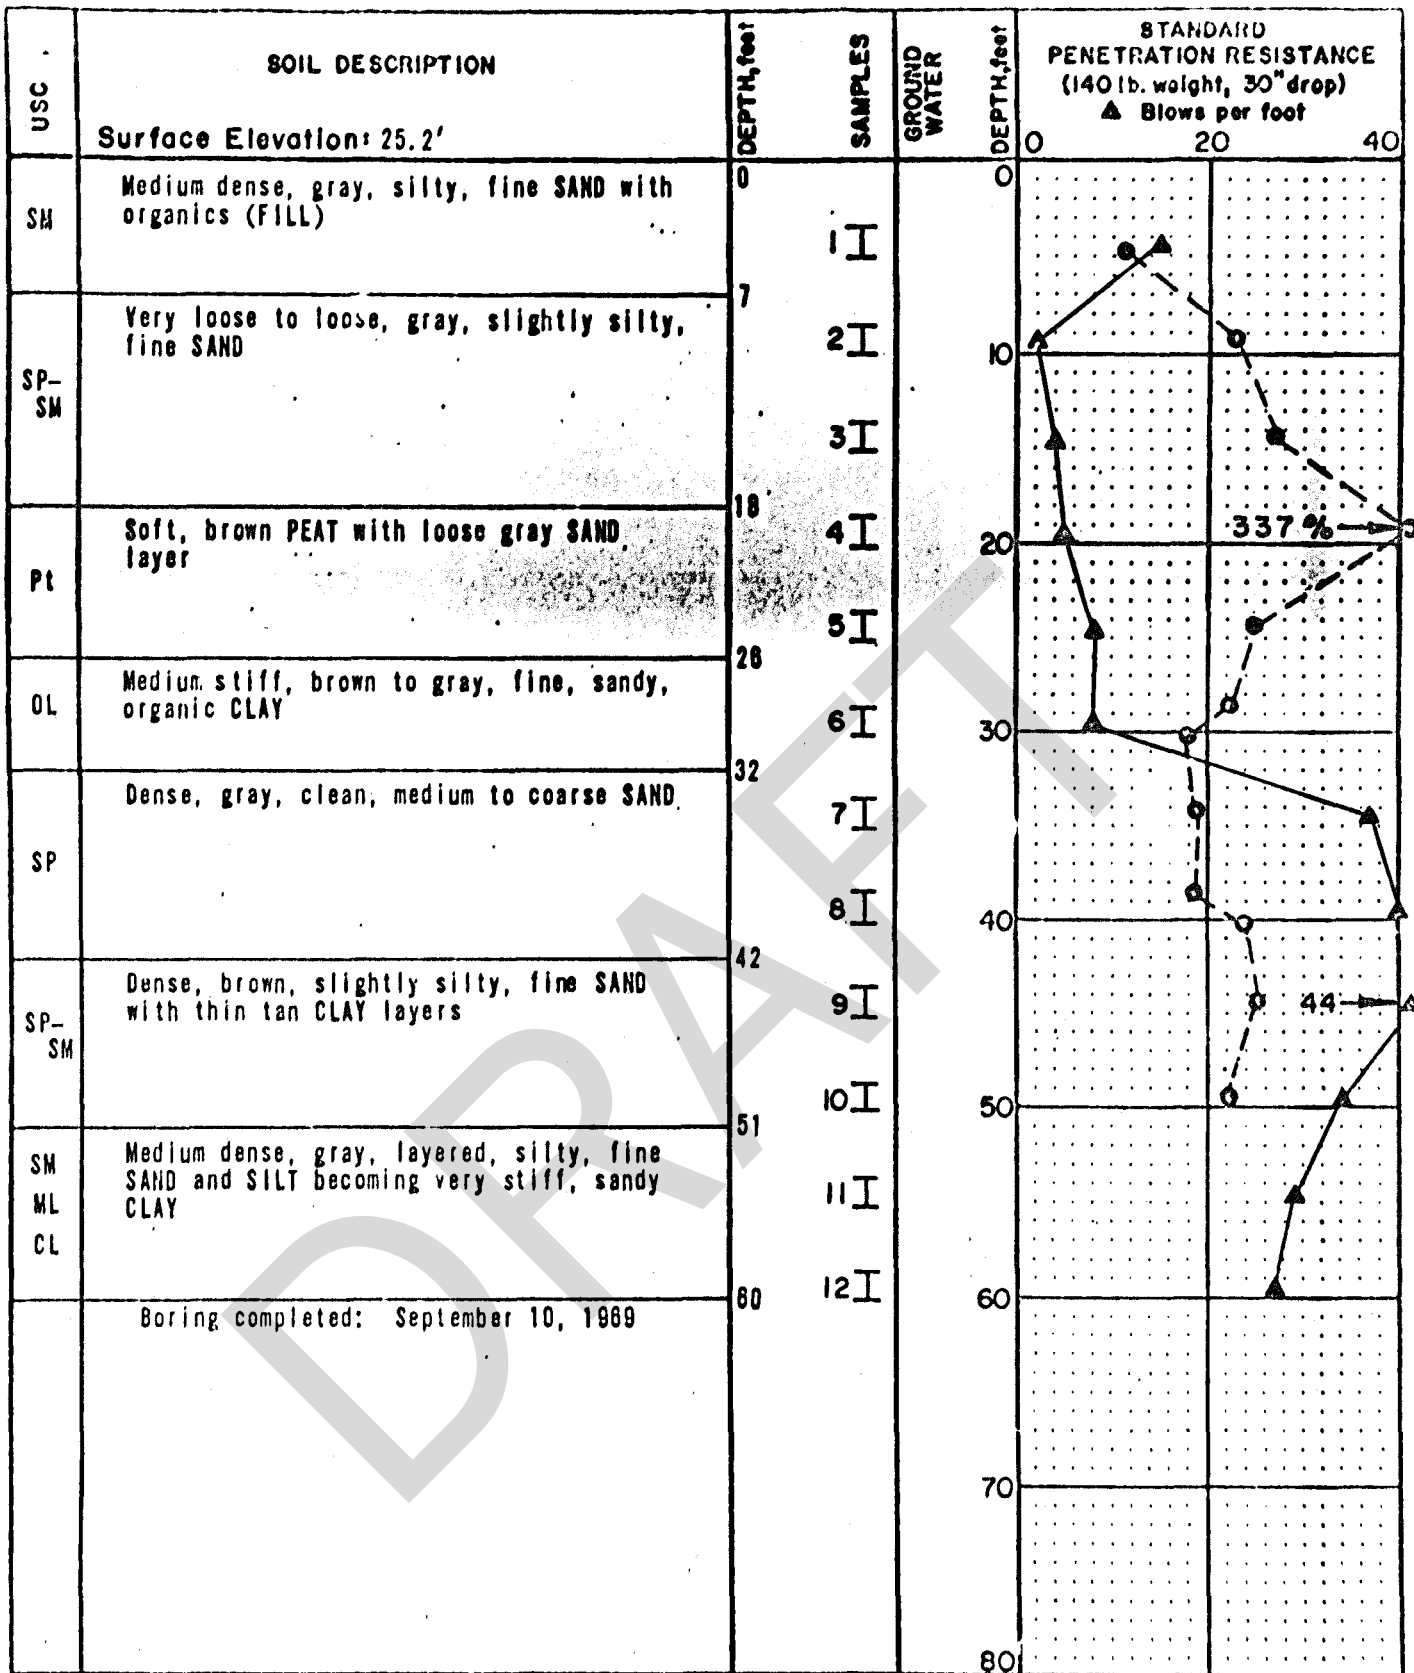 USC
SOIL DESCRIPTION
Surface Elevation: 25.2'
DEPTH, feet
SAMPLES
GROUND WATER
DEPTH, feet
STANDARD
PENETRATION RESISTANCE
(140 lb. weight, 30" drop)
▲ Blows per foot
0 20 40
SM
Medium dense, gray, silty, fine SAND with
organics (FILL)
0
1
0
7
SP-
SM
Very loose to loose, gray, slightly silty,
fine SAND
2
10
3
18
Pt
Soft, brown PEAT with loose gray SAND
layer
4
337 %
20
5
26
OL
Medium stiff, brown to gray, fine, sandy,
organic CLAY
6
30
32
SP
Dense, gray, clean, medium to coarse SAND
7
8
40
42
SP-
SM
Dense, brown, slightly silty, fine SAND
with thin tan CLAY layers
9
44
10
50
51
SM
ML
CL
Medium dense, gray, layered, silty, fine
SAND and SILT becoming very stiff, sandy
CLAY
11
12
60
60
Boring completed: September 10, 1969
70
80
DRAFT